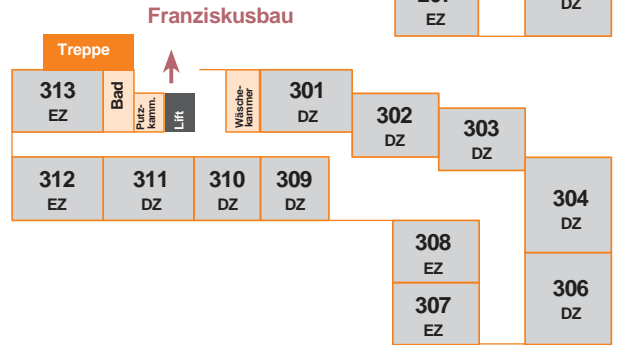 Franziskusbau
EZ
DZ
Treppe
313
EZ
Bad
Putz-
kamm.
Lift
Wäsche-
kammer
301
DZ
302
DZ
303
DZ
312
EZ
311
DZ
310
DZ
309
DZ
304
DZ
308
EZ
307
EZ
306
DZ